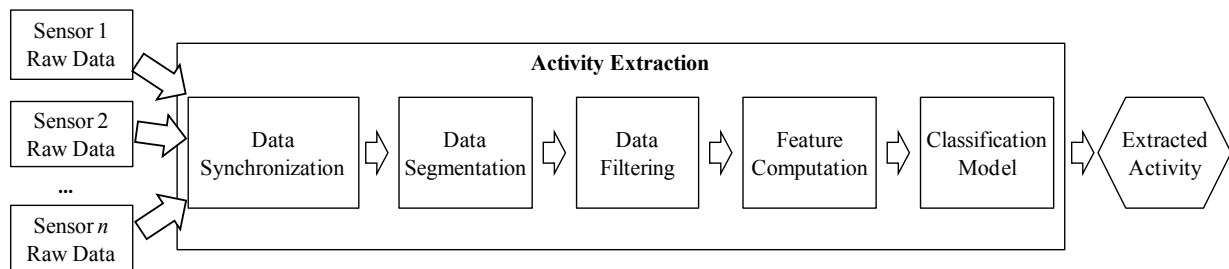 Sensor 1
Raw Data
Sensor 2
Raw Data
...
Sensor n
Raw Data
Activity Extraction
Data
Synchronization
Data
Segmentation
Data
Filtering
Feature
Computation
Classification
Model
Extracted
Activity